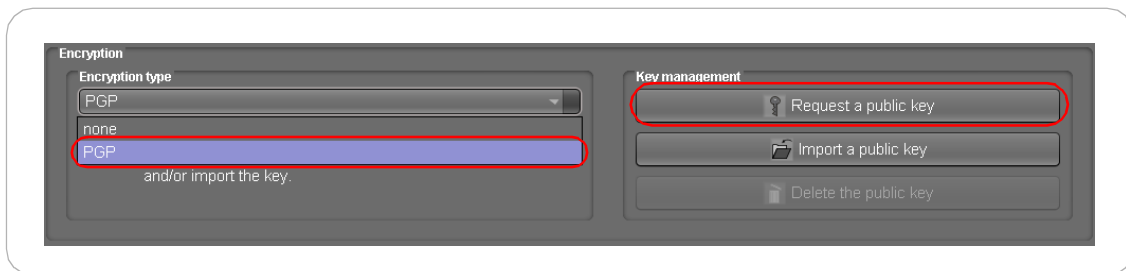 Encryption
Encryption type
PGP
none
PGP
and/or import the key.
Key management
Request a public key
Import a public key
Delete the public key